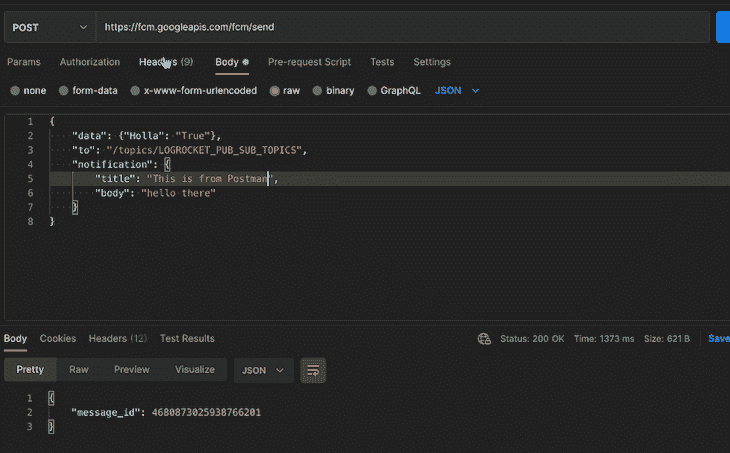 POST https://fcm.googleapis.com/fcm/send
Params Authorization Headers (9) Body Pre-request Script Tests Settings
none form-data x-www-form-urlencoded raw binary GraphQL JSON
1 {
2 "data": {"Holla": "True"},
3 "to": "/topics/LOGROCKET_PUB_SUB_TOPICS",
4 "notification": {
5 "title": "This is from Postman",
6 "body": "hello there"
7 }
8 }
Body Cookies Headers (12) Test Results Status: 200 OK Time: 1373 ms Size: 621 B Save
Pretty Raw Preview Visualize JSON
1 {
2 "message_id": 4680873025938766201
3 }